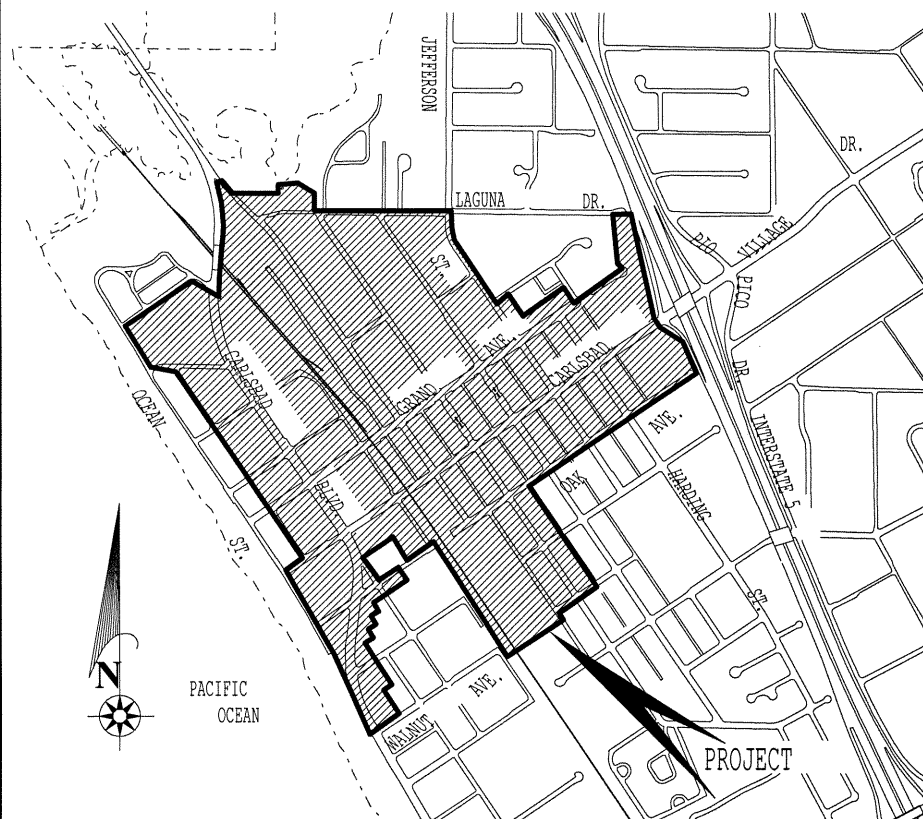 JEFFERSON
ST.
LAGUNA DR.
DR.
VILLAGE
PIO
PICO
DR.
INTERSTATE 5
GRAND AVE.
CARLSBAD
CARLSBAD
BLVD.
OCEAN
ST.
OAK AVE.
HARDING
ST.
WALNUT AVE.
N
PACIFIC
OCEAN
PROJECT